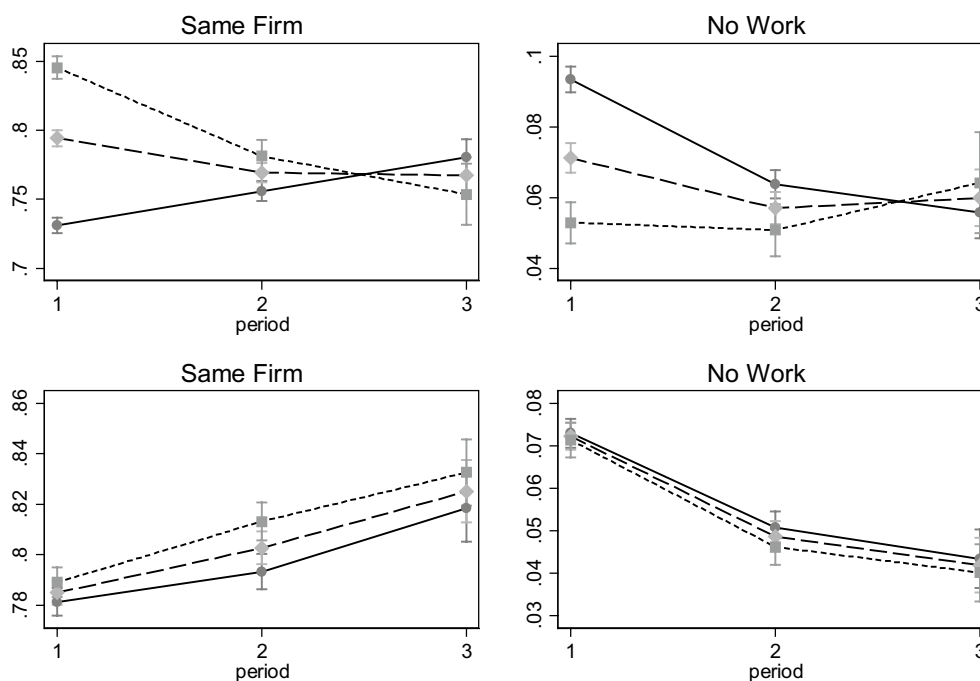 Same Firm
.85
.8
.75
.7
1 2 3
period
No Work
.1
.08
.06
.04
1 2 3
period
Same Firm
.86
.84
.82
.8
.78
1 2 3
period
No Work
.08
.07
.06
.05
.04
.03
1 2 3
period